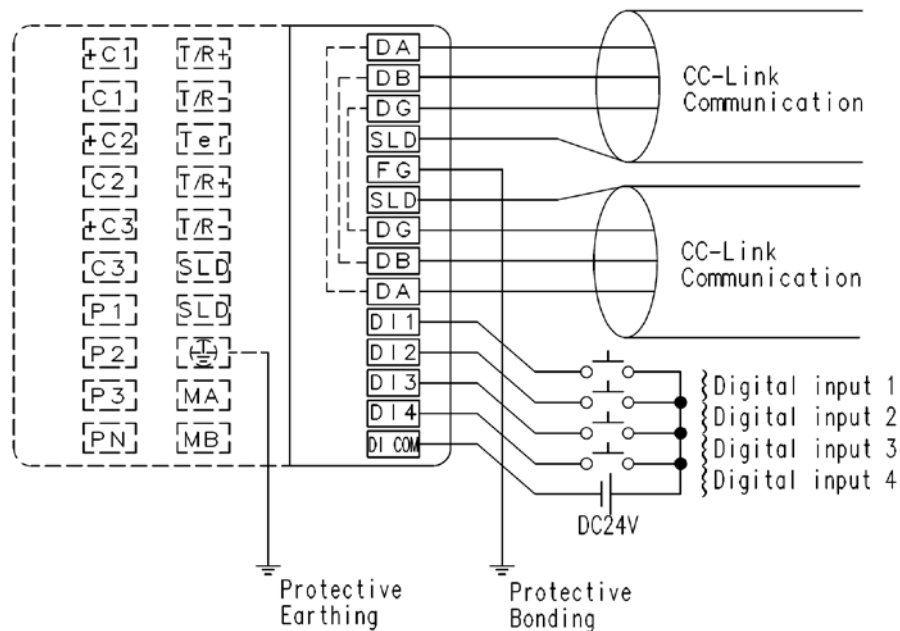 +C1
C1
+C2
C2
+C3
C3
P1
P2
P3
PN
T/R+
T/R-
Ter
T/R+
T/R-
SLD
SLD
MA
MB
DA
DB
DG
SLD
FG
SLD
DG
DB
DA
DI1
DI2
DI3
DI4
DI COM
CC-Link
Communication
CC-Link
Communication
Digital input 1
Digital input 2
Digital input 3
Digital input 4
DC24V
Protective
Earthing
Protective
Bonding